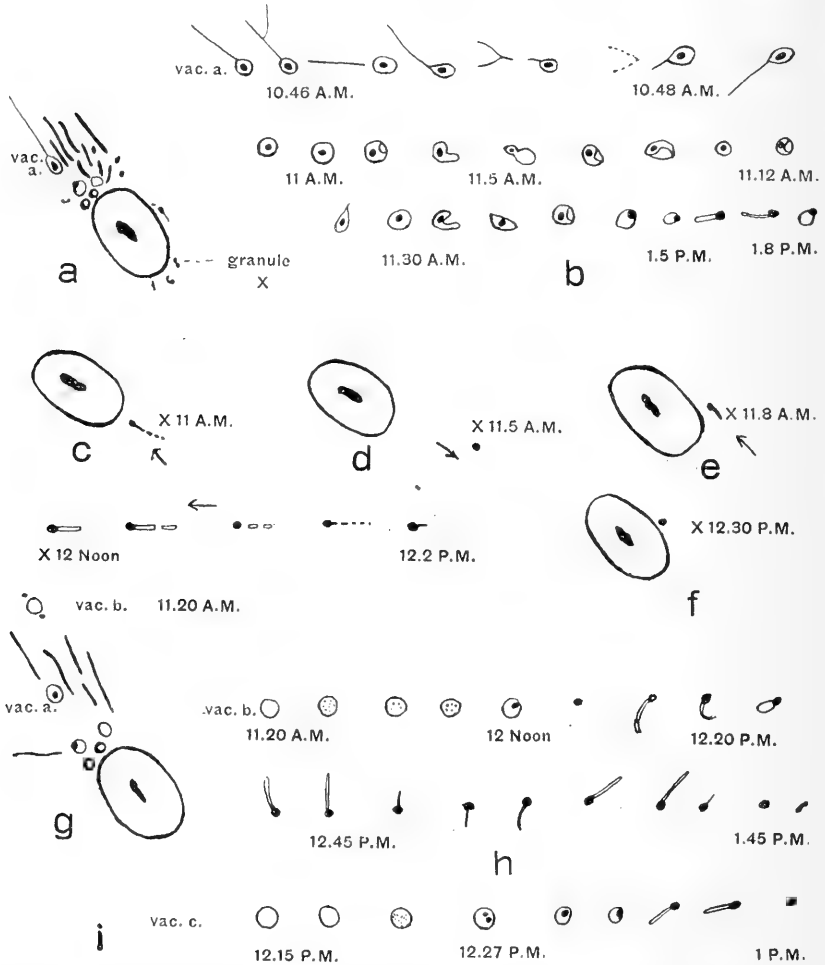 vac. a.
10.46 A.M. 10.48 A.M.
vac.
a.
11 A.M. 11.5 A.M. 11.12 A.M.
granule
X
a
11.30 A.M. 1.5 P.M. 1.8 P.M.
b
X 11 A.M.
c
X 11.5 A.M.
d
X 11.8 A.M.
e
X 12 Noon 12.2 P.M.
X 12.30 P.M.
f
vac. b. 11.20 A.M.
vac. a.
g
vac. b.
11.20 A.M. 12 Noon 12.20 P.M.
12.45 P.M. 1.45 P.M.
h
i
vac. c.
12.15 P.M. 12.27 P.M. 1 P.M.